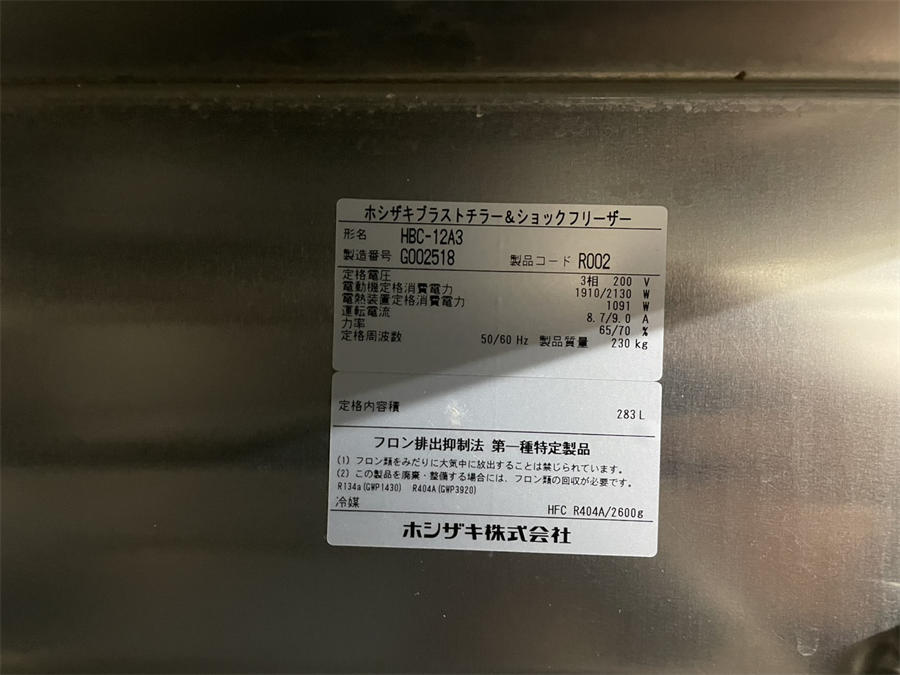 ホシザキブラストチラー&ショックフリーザー
形名 HBC-12A3
製造番号 G002518 製品コード R002
定格電圧 3相 200 V
電動機定格消費電力 1910/2130 W
電熱装置定格消費電力 1091 W
運転電流 8.7/9.0 A
力率 65/70 %
定格周波数 50/60 Hz 製品質量 230 kg
定格内容積 283 L
フロン排出抑制法 第一種特定製品
(1) フロン類をみだりに大気中に放出することは禁じられています。
(2) この製品を廃棄・整備する場合には、フロン類の回収が必要です。
R134a(GWP1430) R404A(GWP3920)
冷媒 HFC R404A/2600g
ホシザキ株式会社